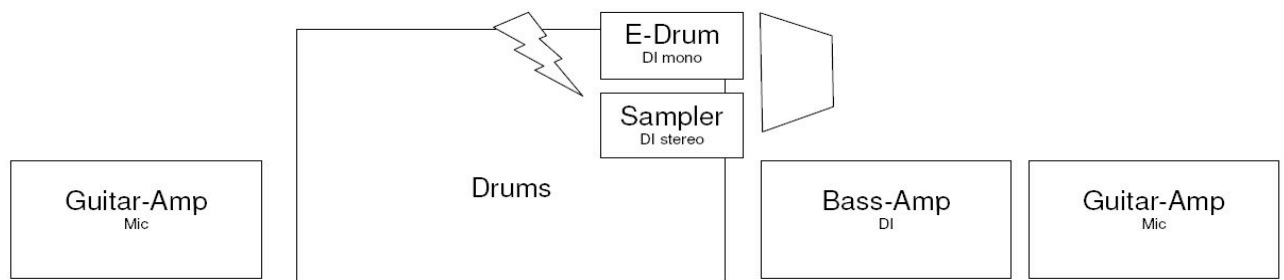 E-Drum
DI mono
Sampler
DI stereo
Guitar-Amp
Mic
Drums
Bass-Amp
DI
Guitar-Amp
Mic